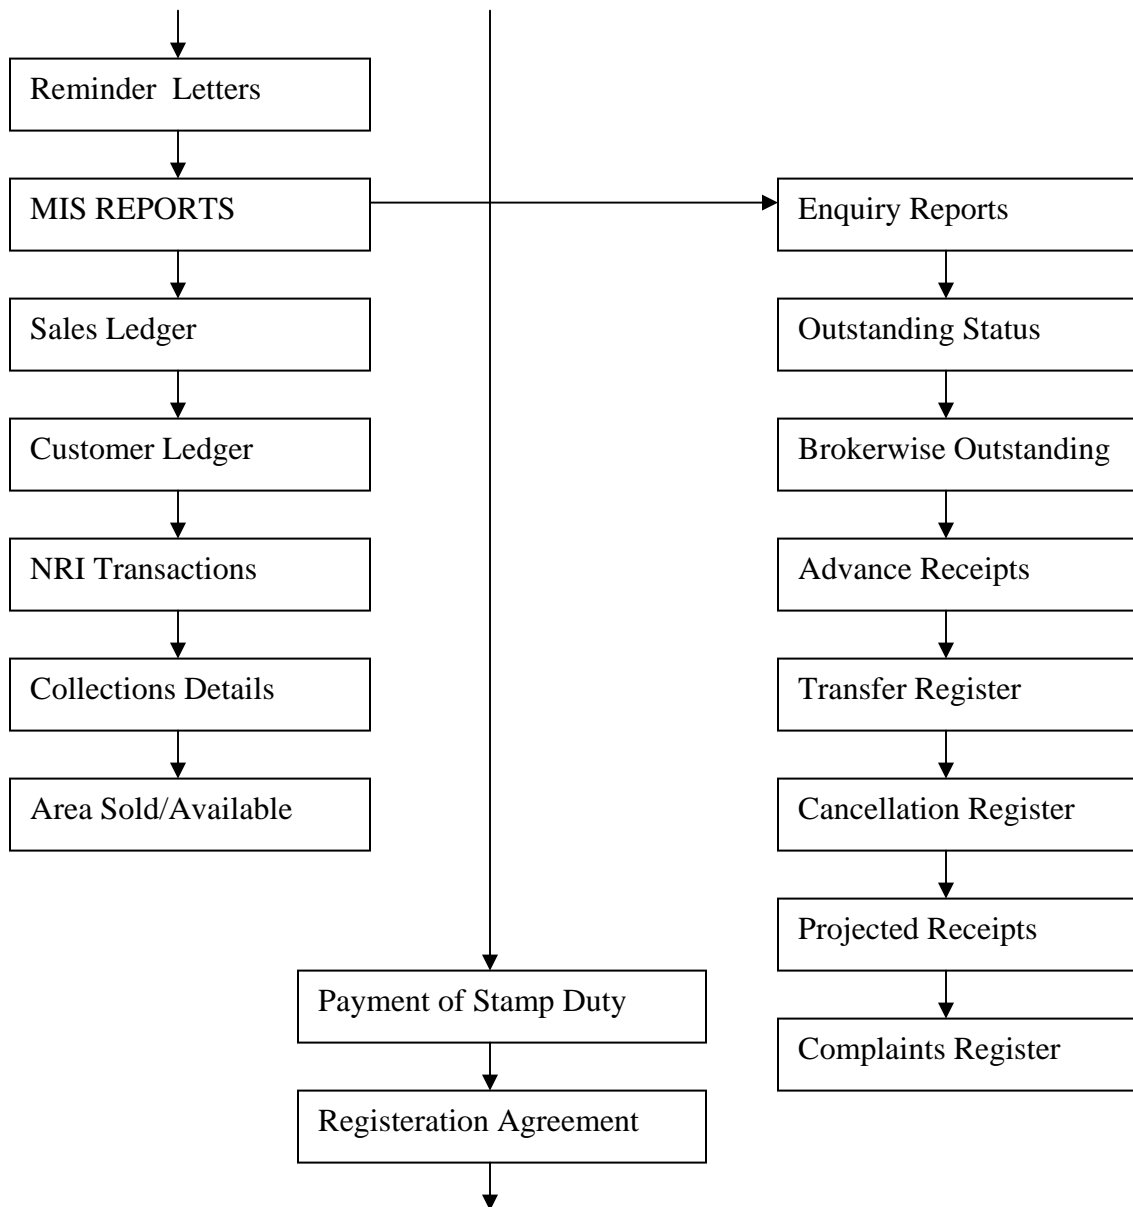 Reminder  Letters
MIS REPORTS
Enquiry Reports
Sales Ledger
Outstanding Status
Customer Ledger
Brokerwise Outstanding
NRI Transactions
Advance Receipts
Collections Details
Transfer Register
Area Sold/Available
Cancellation Register
Projected Receipts
Payment of Stamp Duty
Complaints Register
Registeration Agreement